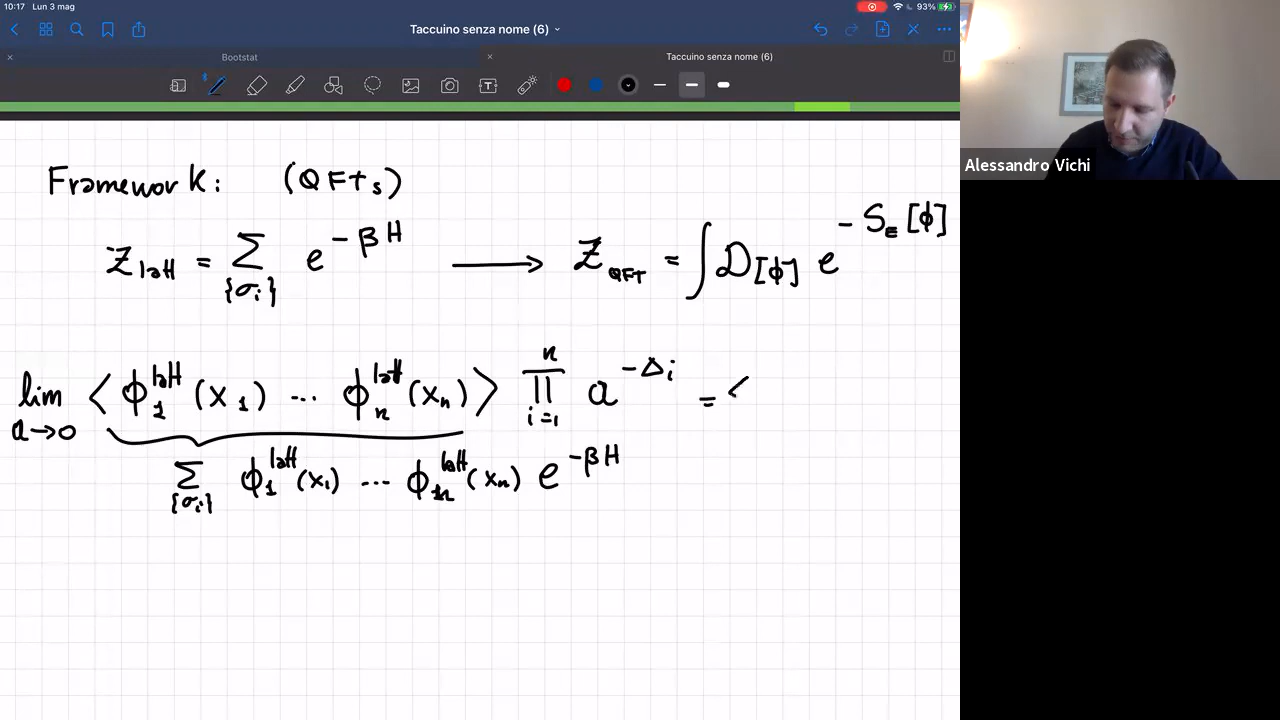 10:17 Lun 3 mag
93%
Taccuino senza nome (6)
Bootstat
Taccuino senza nome (6)
Alessandro Vichi
Framework: (QFTs)
Z_latt = Σ_{σ_i} e^{-βH} ⟶ Z_QFT = ∫ D[ϕ] e^{-S_E[ϕ]}
lim_{a→0} ⟨ ϕ_1^{latt}(x_1) ... ϕ_n^{latt}(x_n) ⟩ ∏_{i=1}^{n} a^{-Δ_i} = ⟨
Σ_{σ_i} ϕ_1^{latt}(x_1) ... ϕ_n^{latt}(x_n) e^{-βH}